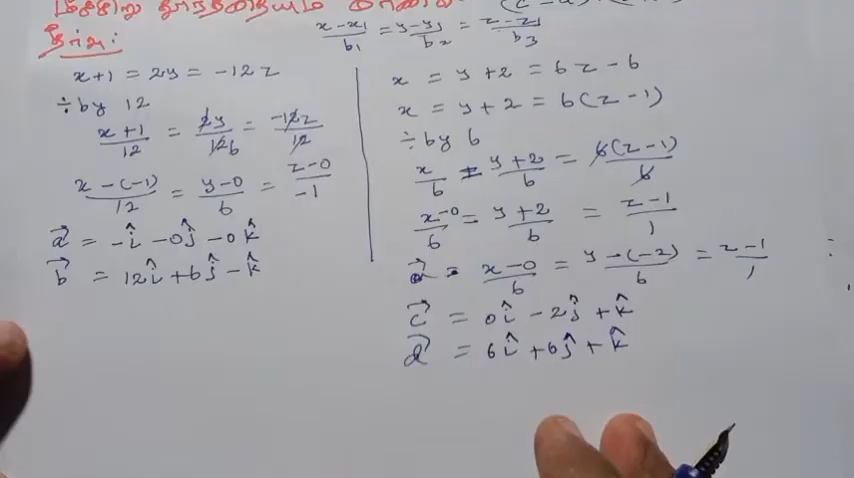 மீச்சிறு தூரத்தையும்
தீர்வு:
x-x₁/b₁ = y-y₁/b₂ = z-z₁/b₃
x+1 = 2y = -12z
÷by 12
x+1/12 = 2y/12 6 = -12z/12
x-(-1)/12 = y-0/6 = z-0/-1
a⃗ = -î -0ĵ -0k̂
b⃗ = 12î +6ĵ -k̂
x = y+2 = 6z-6
x = y+2 = 6(z-1)
÷by 6
x/6 = y+2/6 = 6(z-1)/6
x-0/6 = y+2/6 = z-1/1
x-0/6 = y-(-2)/6 = z-1/1
c⃗ = 0î -2ĵ +k̂
d⃗ = 6î +6ĵ +k̂